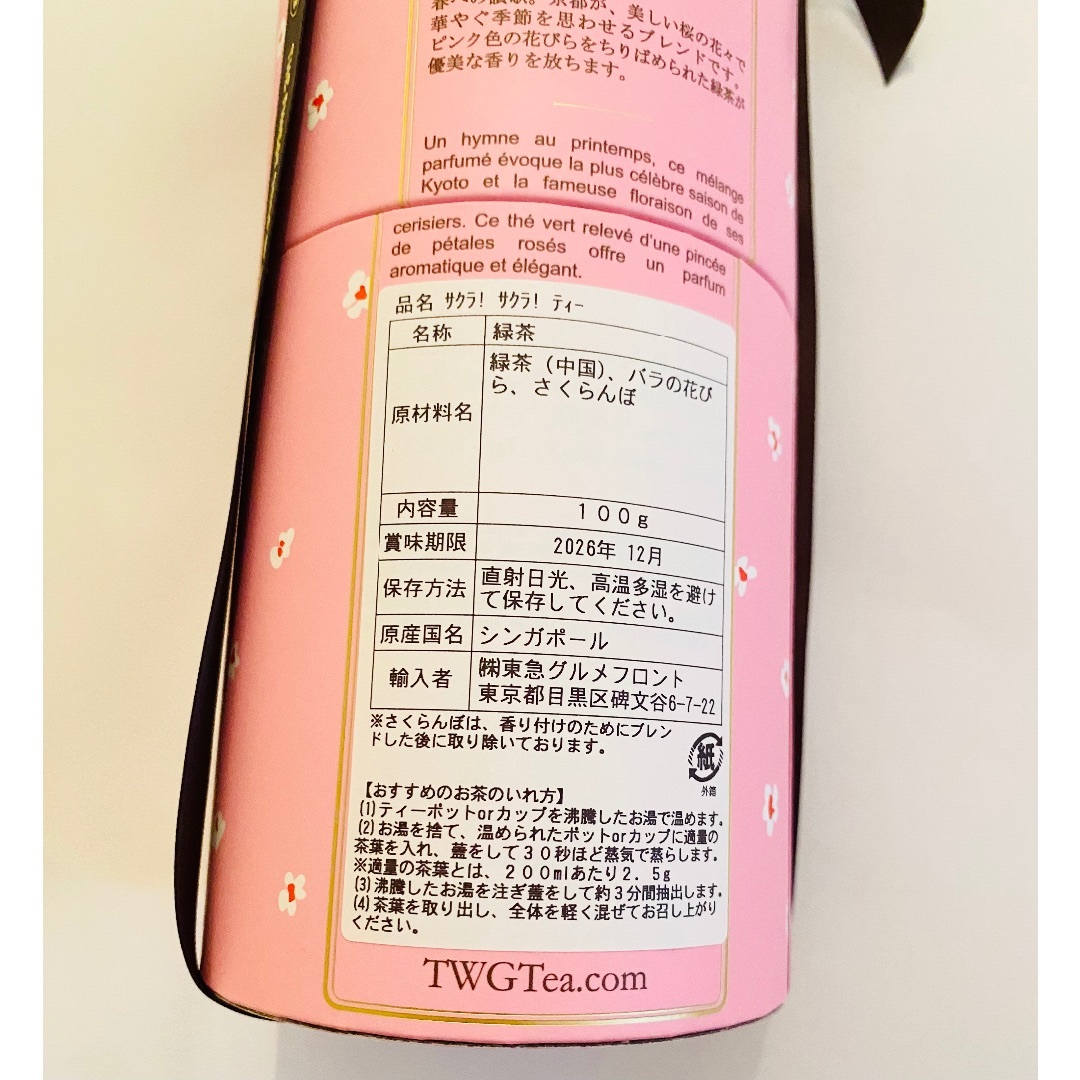 華やぐ季節を思わせるブレンドです。
ピンク色の花びらをちりばめられた緑茶が
優美な香りを放ちます。
Un hymne au printemps, ce mélange
parfumé évoque la plus célèbre saison de
Kyoto et la fameuse floraison de ses
cerisiers. Ce thé vert relevé d'une pincée
de pétales rosés offre un parfum
aromatique et élégant.
品名 サクラ! サクラ! ティー
名称 緑茶
原材料名 緑茶(中国)、バラの花び
ら、さくらんぼ
内容量 100g
賞味期限 2026年 12月
保存方法 直射日光、高温多湿を避け
て保存してください。
原産国名 シンガポール
輸入者 ㈱東急グルメフロント
東京都目黒区碑文谷6-7-22
※さくらんぼは、香り付けのためにブレン
ドした後に取り除いております。
紙
外箱
【おすすめのお茶のいれ方】
(1)ティーポットorカップを沸騰したお湯で温めます。
(2)お湯を捨て、温められたポットorカップに適量の
茶葉を入れ、蓋をして30秒ほど蒸気で蒸らします。
※適量の茶葉とは、200mlあたり2.5g
(3)沸騰したお湯を注ぎ蓋をして約3分間抽出します。
(4)茶葉を取り出し、全体を軽く混ぜてお召し上がり
ください。
TWGTea.com